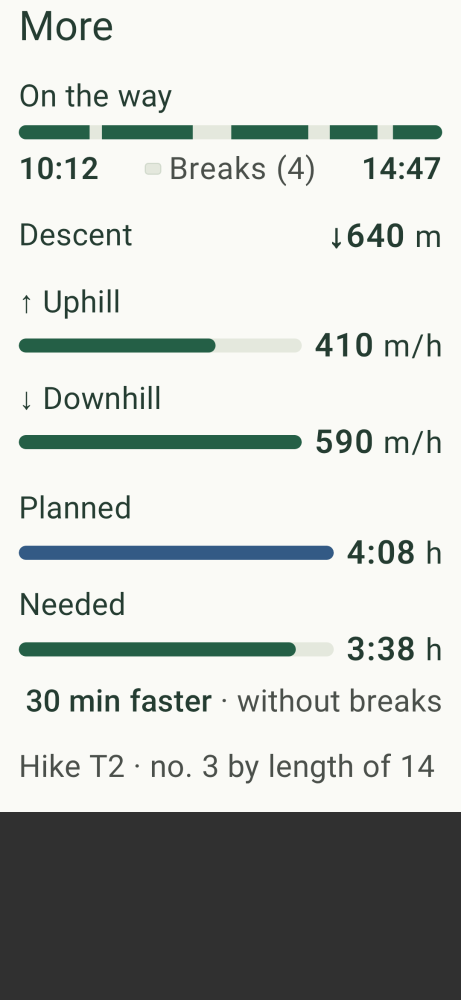 More
On the way
10:12 Breaks (4) 14:47
Descent ↓640 m
↑ Uphill
410 m/h
↓ Downhill
590 m/h
Planned
4:08 h
Needed
3:38 h
30 min faster · without breaks
Hike T2 · no. 3 by length of 14